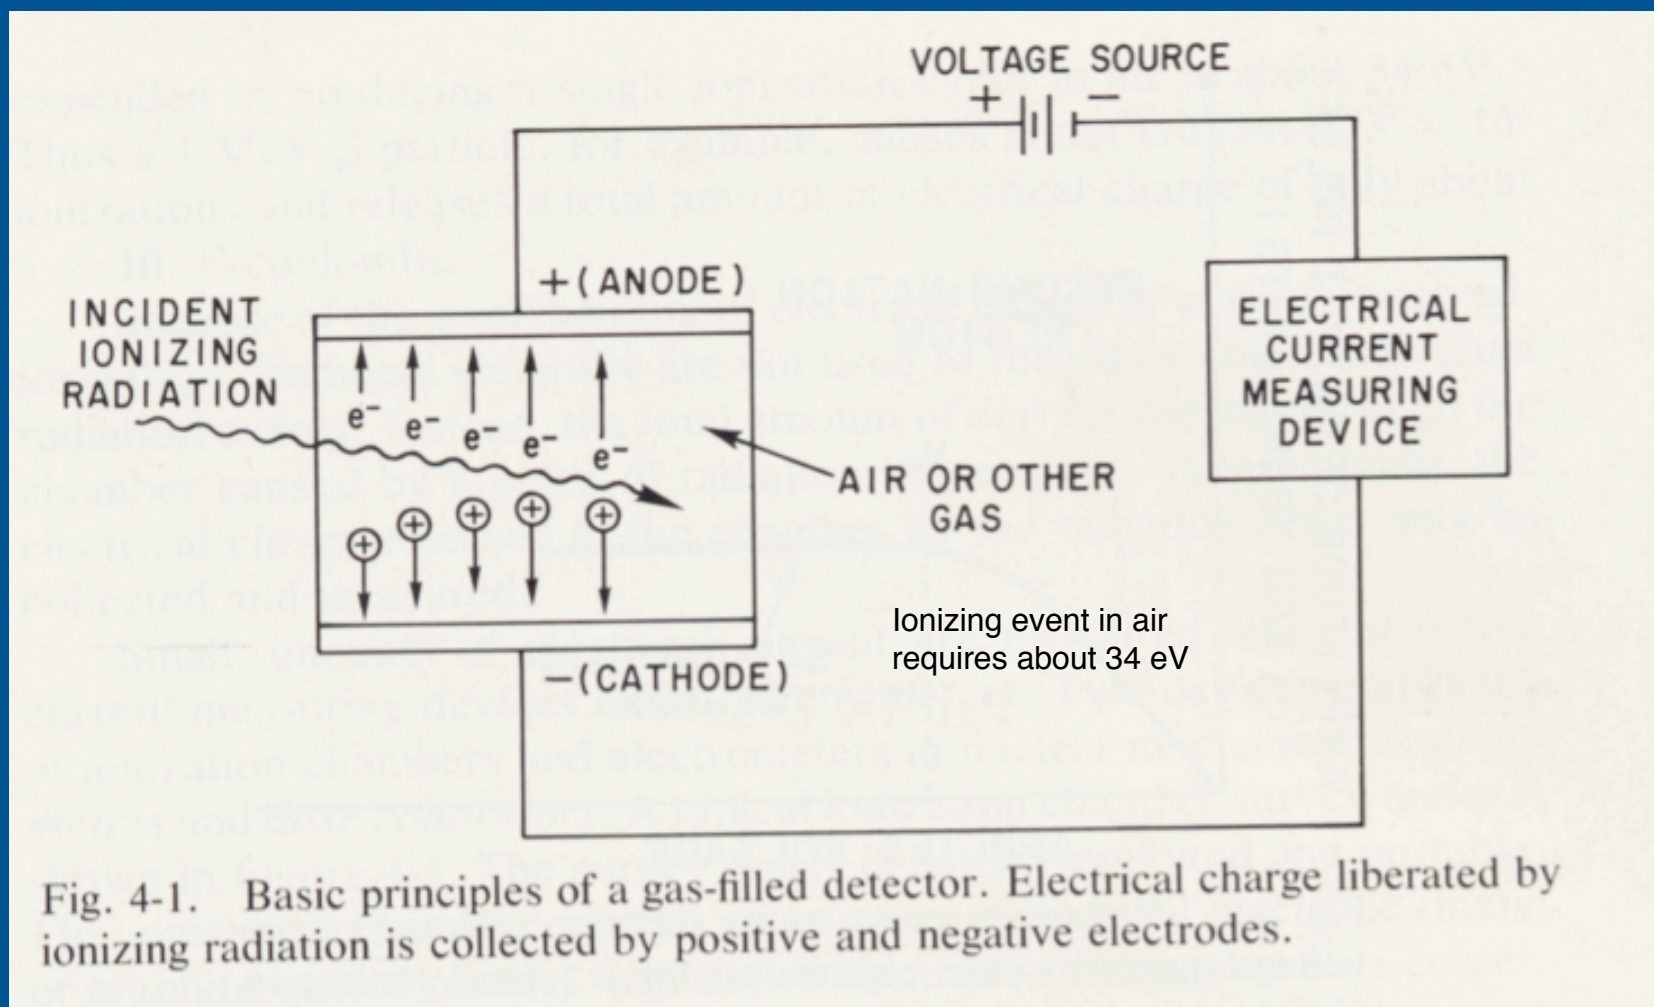 VOLTAGE SOURCE
+ −
+(ANODE)
INCIDENT
IONIZING
RADIATION
e⁻ e⁻ e⁻ e⁻ e⁻
+ + + + +
ELECTRICAL
CURRENT
MEASURING
DEVICE
AIR OR OTHER
GAS
Ionizing event in air
requires about 34 eV
−(CATHODE)
Fig. 4-1. Basic principles of a gas-filled detector. Electrical charge liberated by
ionizing radiation is collected by positive and negative electrodes.